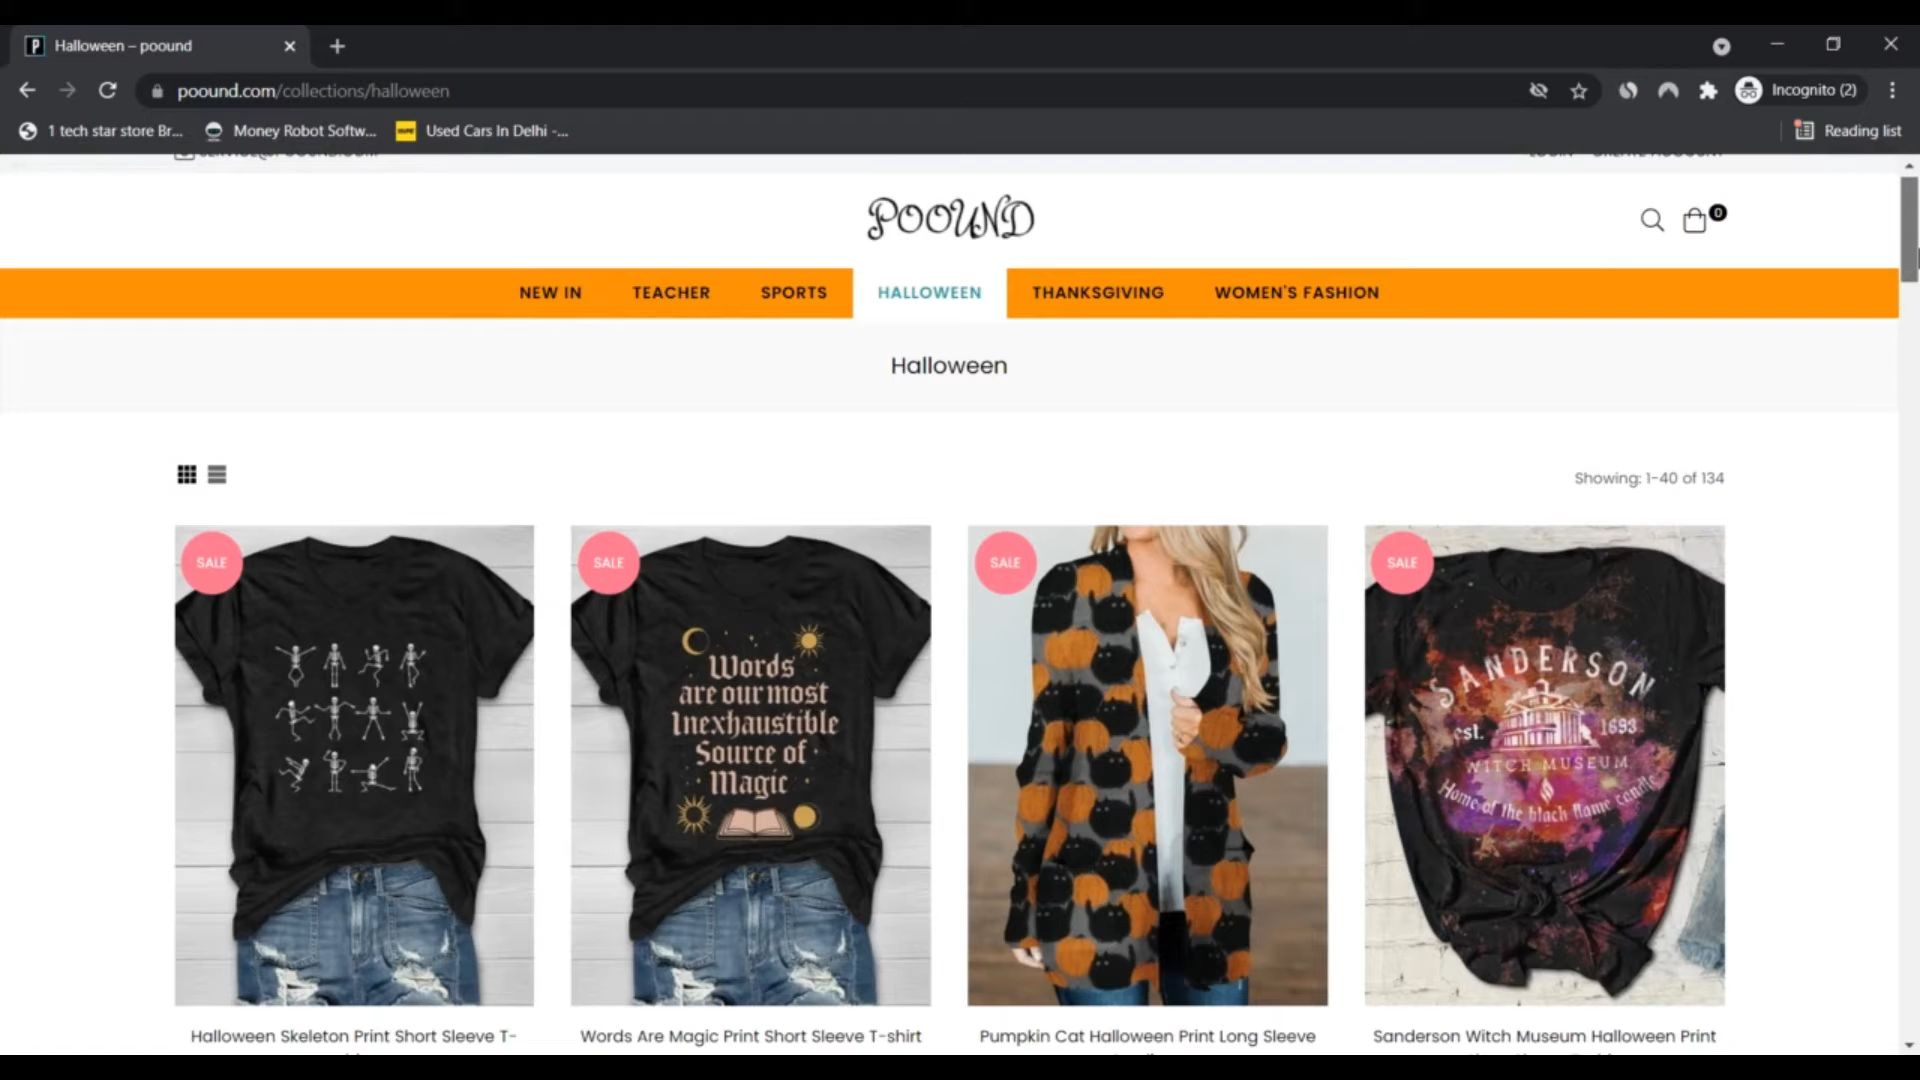 Halloween – poound
poound.com/collections/halloween
Incognito (2)
1 tech star store Br...
Money Robot Softw...
Used Cars In Delhi -...
Reading list
POOUND
0
NEW IN
TEACHER
SPORTS
HALLOWEEN
THANKSGIVING
WOMEN'S FASHION
Halloween
Showing: 1-40 of 134
SALE
SALE
SALE
SALE
Words
are our most
Inexhaustible
Source of
Magic
SANDERSON
est.
1693
WITCH MUSEUM
Home of the black flame candle
Halloween Skeleton Print Short Sleeve T-
Words Are Magic Print Short Sleeve T-shirt
Pumpkin Cat Halloween Print Long Sleeve
Sanderson Witch Museum Halloween Print